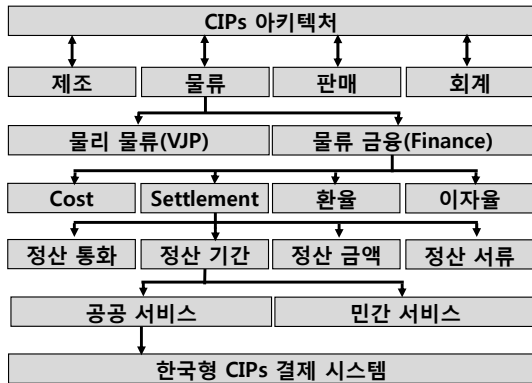 CIPs 아키텍처
제조 물류 판매 회계
물리 물류(VJP) 물류 금융(Finance)
Cost Settlement 환율 이자율
정산 통화 정산 기간 정산 금액 정산 서류
공공 서비스 민간 서비스
한국형 CIPs 결제 시스템